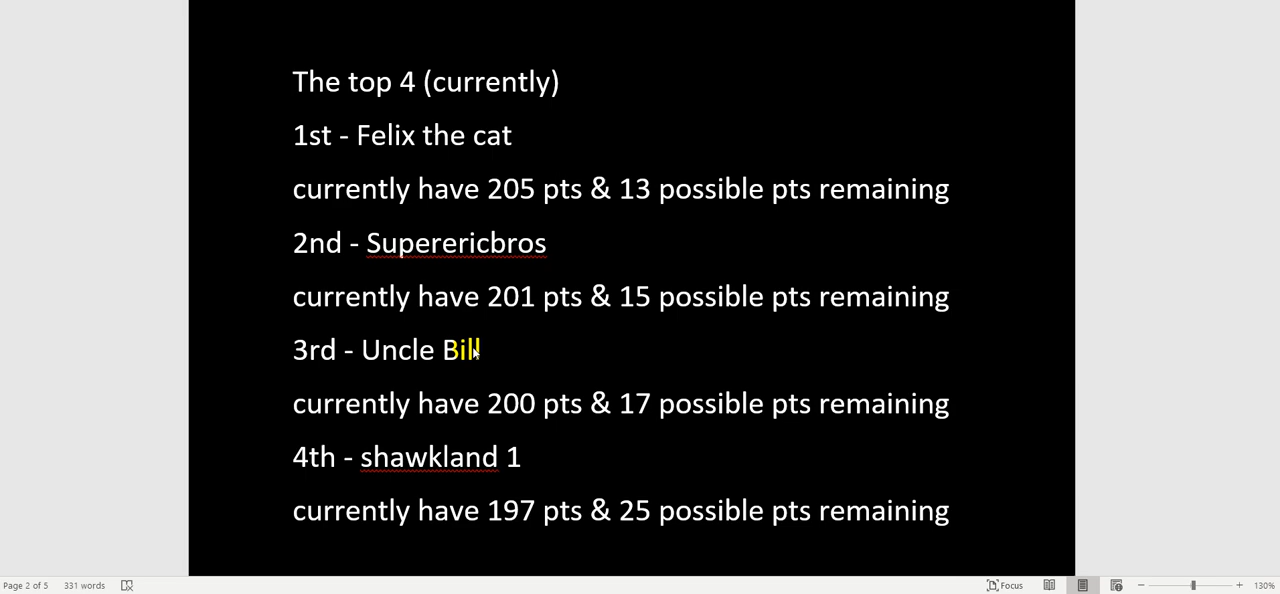 The top 4 (currently)
1st - Felix the cat
currently have 205 pts & 13 possible pts remaining
2nd - Superericbros
currently have 201 pts & 15 possible pts remaining
3rd - Uncle Bill
currently have 200 pts & 17 possible pts remaining
4th - shawkland 1
currently have 197 pts & 25 possible pts remaining
Page 2 of 5 331 words Focus 130%